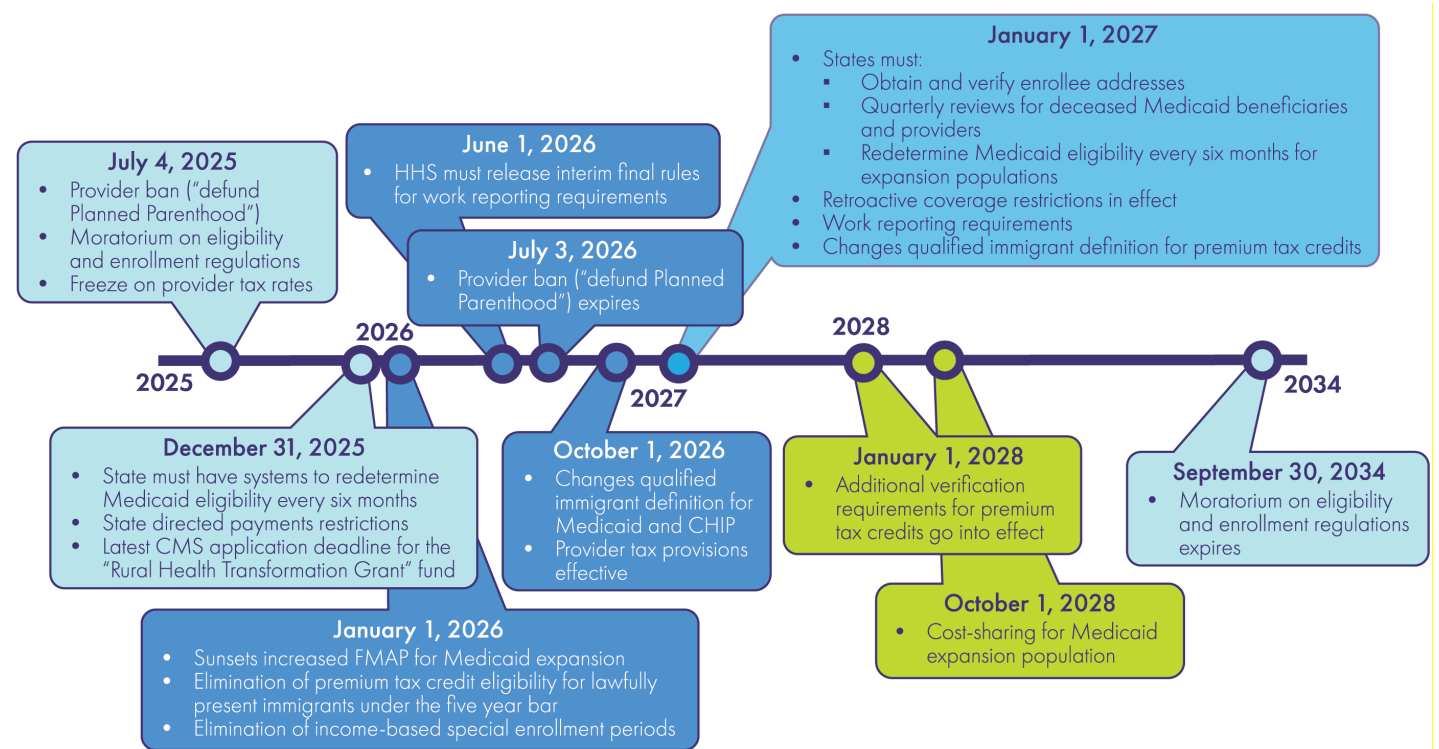 July 4, 2025
• Provider ban (“defund
Planned Parenthood”)
• Moratorium on eligibility
and enrollment regulations
• Freeze on provider tax rates
June 1, 2026
• HHS must release interim final rules
for work reporting requirements
July 3, 2026
• Provider ban (“defund Planned
Parenthood”) expires
January 1, 2027
• States must:
▪ Obtain and verify enrollee addresses
▪ Quarterly reviews for deceased Medicaid beneficiaries
and providers
▪ Redetermine Medicaid eligibility every six months for
expansion populations
• Retroactive coverage restrictions in effect
• Work reporting requirements
• Changes qualified immigrant definition for premium tax credits
2025
2026
2027
2028
2034
December 31, 2025
• State must have systems to redetermine
Medicaid eligibility every six months
• State directed payments restrictions
• Latest CMS application deadline for the
“Rural Health Transformation Grant” fund
January 1, 2026
• Sunsets increased FMAP for Medicaid expansion
• Elimination of premium tax credit eligibility for lawfully
present immigrants under the five year bar
• Elimination of income-based special enrollment periods
October 1, 2026
• Changes qualified
immigrant definition for
Medicaid and CHIP
• Provider tax provisions
effective
January 1, 2028
• Additional verification
requirements for premium
tax credits go into effect
October 1, 2028
• Cost-sharing for Medicaid
expansion population
September 30, 2034
• Moratorium on eligibility
and enrollment regulations
expires